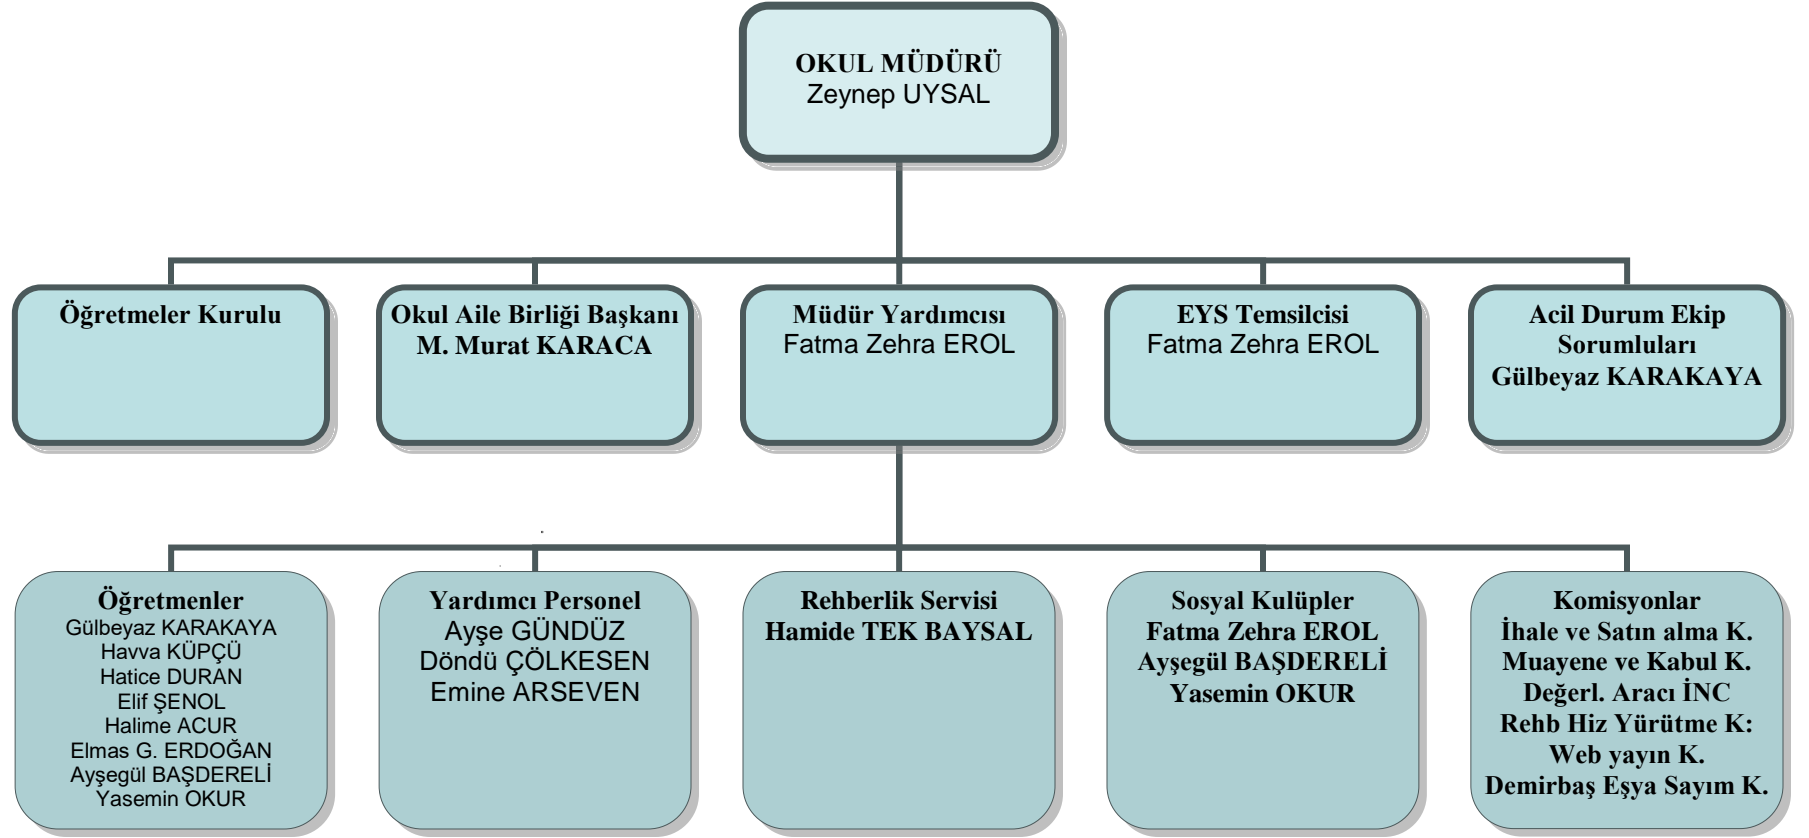 OKUL MÜDÜRÜ
Zeynep UYSAL
Öğretmeler Kurulu
Okul Aile Birliği Başkanı
M. Murat KARACA
Müdür Yardımcısı
Fatma Zehra EROL
EYS Temsilcisi
Fatma Zehra EROL
Acil Durum Ekip
Sorumluları
Gülbeyaz KARAKAYA
Öğretmenler
Gülbeyaz KARAKAYA
Havva KÜPÇÜ
Hatice DURAN
Elif ŞENOL
Halime ACUR
Elmas G. ERDOĞAN
Ayşegül BAŞDERELİ
Yasemin OKUR
Yardımcı Personel
Ayşe GÜNDÜZ
Döndü ÇÖLKESEN
Emine ARSEVEN
Rehberlik Servisi
Hamide TEK BAYSAL
Sosyal Kulüpler
Fatma Zehra EROL
Ayşegül BAŞDERELİ
Yasemin OKUR
Komisyonlar
İhale ve Satın alma K.
Muayene ve Kabul K.
Değerl. Aracı İNC
Rehb Hiz Yürütme K:
Web yayın K.
Demirbaş Eşya Sayım K.